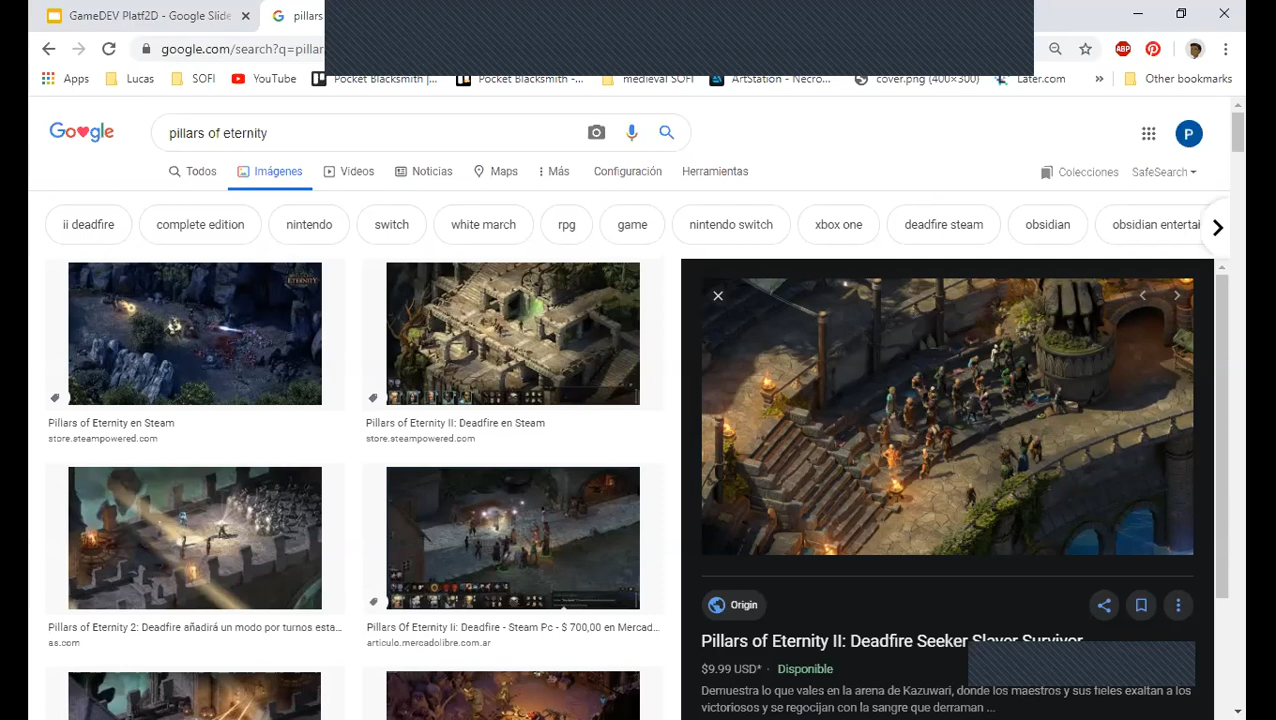 GameDEV Platf2D - Google Slide
pillars
google.com/search?q=pillar
Apps Lucas SOFI YouTube Pocket Blacksmith |... Pocket Blacksmith -... medieval SOFI ArtStation - Necro... cover.png (400×300) Later.com » Other bookmarks
Google
pillars of eternity
P
Todos Imágenes Videos Noticias Maps Más Configuración Herramientas Colecciones SafeSearch
ii deadfire complete edition nintendo switch white march rpg game nintendo switch xbox one deadfire steam obsidian obsidian entertai
ETERNITY
Pillars of Eternity en Steam
store.steampowered.com
Pillars of Eternity II: Deadfire en Steam
store.steampowered.com
Pillars of Eternity 2: Deadfire añadirá un modo por turnos esta...
as.com
Pillars Of Eternity Ii: Deadfire - Steam Pc - $ 700,00 en Mercad...
articulo.mercadolibre.com.ar
Origin
Pillars of Eternity II: Deadfire Seeker Slayer Survivor
$9.99 USD* · Disponible
Demuestra lo que vales en la arena de Kazuwari, donde los maestros y sus fieles exaltan a los
victoriosos y se regocijan con la sangre que derraman ...